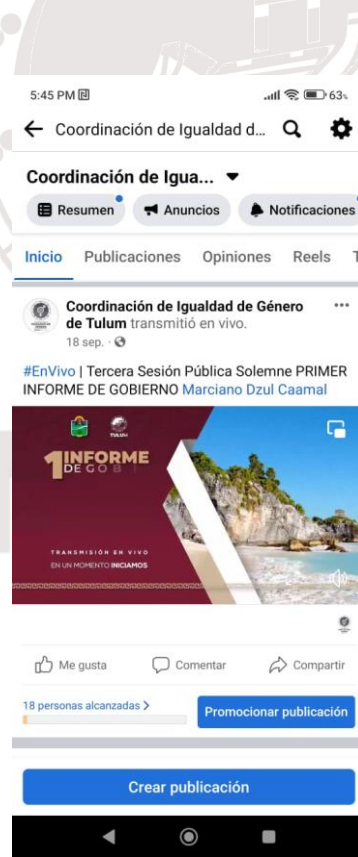 5:45 PM
63%
Coordinación de Igualdad d...
Coordinación de Igua...
Resumen
Anuncios
Notificaciones
Inicio Publicaciones Opiniones Reels T
Coordinación de Igualdad de Género
de Tulum transmitió en vivo.
18 sep.
#EnVivo | Tercera Sesión Pública Solemne PRIMER
INFORME DE GOBIERNO Marciano Dzul Caamal
TULUM
1 INFORME
DE GOBI
TRANSMISIÓN EN VIVO
EN UN MOMENTO INICIAMOS
Me gusta
Comentar
Compartir
18 personas alcanzadas
Promocionar publicación
Crear publicación